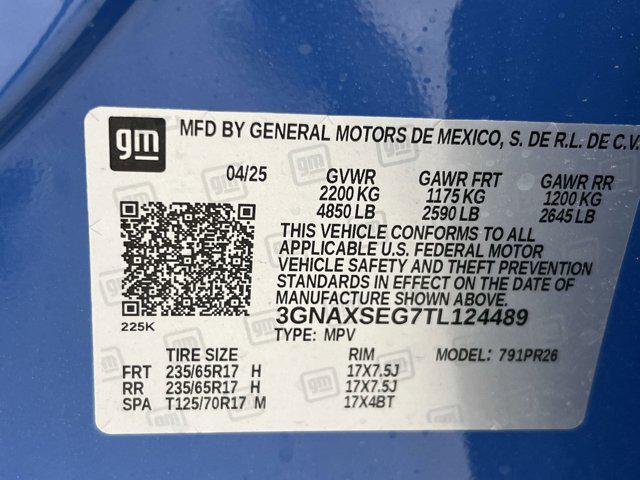 gm
MFD BY GENERAL MOTORS DE MEXICO, S. DE R.L. DE C.V.
04/25 GVWR GAWR FRT GAWR RR
2200 KG 1175 KG 1200 KG
4850 LB 2590 LB 2645 LB
THIS VEHICLE CONFORMS TO ALL
APPLICABLE U.S. FEDERAL MOTOR
VEHICLE SAFETY AND THEFT PREVENTION
STANDARDS IN EFFECT ON THE DATE OF
MANUFACTURE SHOWN ABOVE.
225K
3GNAXSEG7TL124489
TYPE: MPV
TIRE SIZE RIM MODEL: 791PR26
FRT 235/65R17 H 17X7.5J
RR 235/65R17 H 17X7.5J
SPA T125/70R17 M 17X4BT